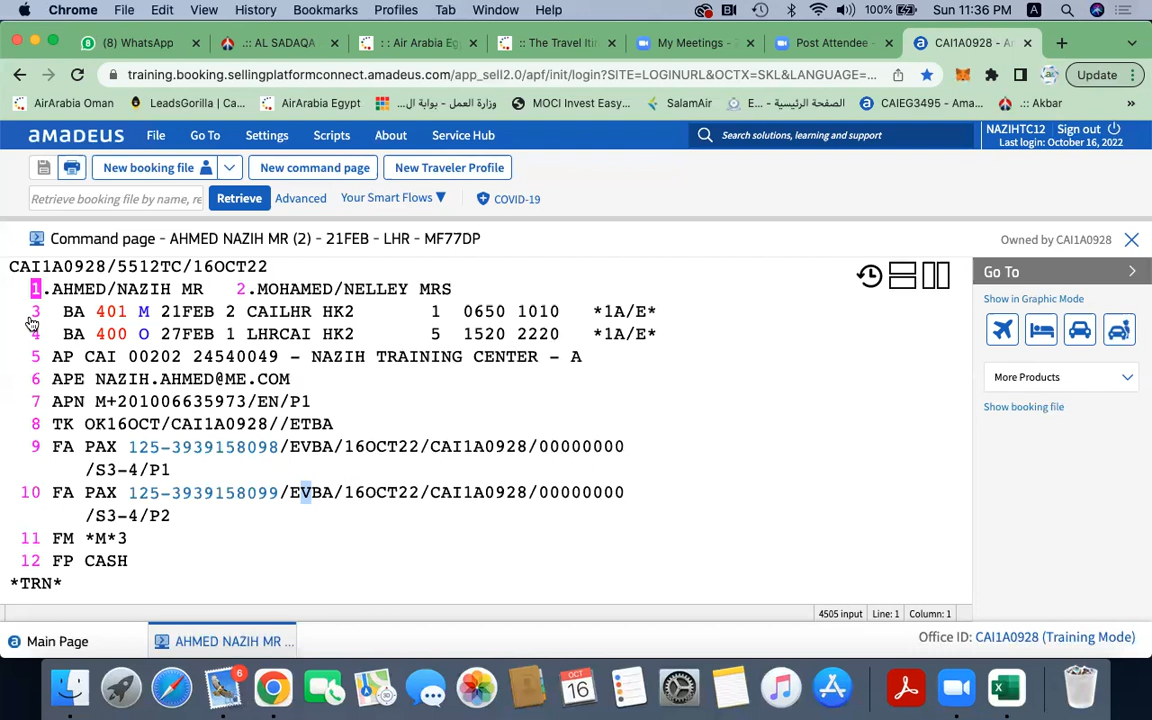 Chrome File Edit View History Bookmarks Profiles Tab Window Help 100% A Sun 11:36 PM
(8) WhatsApp × .:: AL SADAQA × : : Air Arabia Eg × :: The Travel Itin × My Meetings - Z × Post Attendee - × CAI1A0928 - Am ×
training.booking.sellingplatformconnect.amadeus.com/app_sell2.0/apf/init/login?SITE=LOGINURL&OCTX=SKL&LANGUAGE=... Update
AirArabia Oman LeadsGorilla | Ca... AirArabia Egypt وزارة العمل - بوابة ال... MOCI Invest Easy... SalamAir الصفحة الرئيسية - E... CAIEG3495 - Ama... .:: Akbar »
amadeus File Go To Settings Scripts About Service Hub Search solutions, learning and support NAZIHTC12 Sign out
Last login: October 16, 2022
New booking file New command page New Traveler Profile
Retrieve booking file by name, re Retrieve Advanced Your Smart Flows COVID-19
Command page - AHMED NAZIH MR (2) - 21FEB - LHR - MF77DP Owned by CAI1A0928
CAI1A0928/5512TC/16OCT22
1.AHMED/NAZIH MR 2.MOHAMED/NELLEY MRS
3 BA 401 M 21FEB 2 CAILHR HK2 1 0650 1010 *1A/E*
4 BA 400 O 27FEB 1 LHRCAI HK2 5 1520 2220 *1A/E*
5 AP CAI 00202 24540049 - NAZIH TRAINING CENTER - A
6 APE NAZIH.AHMED@ME.COM
7 APN M+201006635973/EN/P1
8 TK OK16OCT/CAI1A0928//ETBA
9 FA PAX 125-3939158098/EVBA/16OCT22/CAI1A0928/00000000
/S3-4/P1
10 FA PAX 125-3939158099/EVBA/16OCT22/CAI1A0928/00000000
/S3-4/P2
11 FM *M*3
12 FP CASH
*TRN*
Go To
Show in Graphic Mode
More Products
Show booking file
4505 input Line: 1 Column: 1
Main Page AHMED NAZIH MR ... Office ID: CAI1A0928 (Training Mode)
6 OCT 16